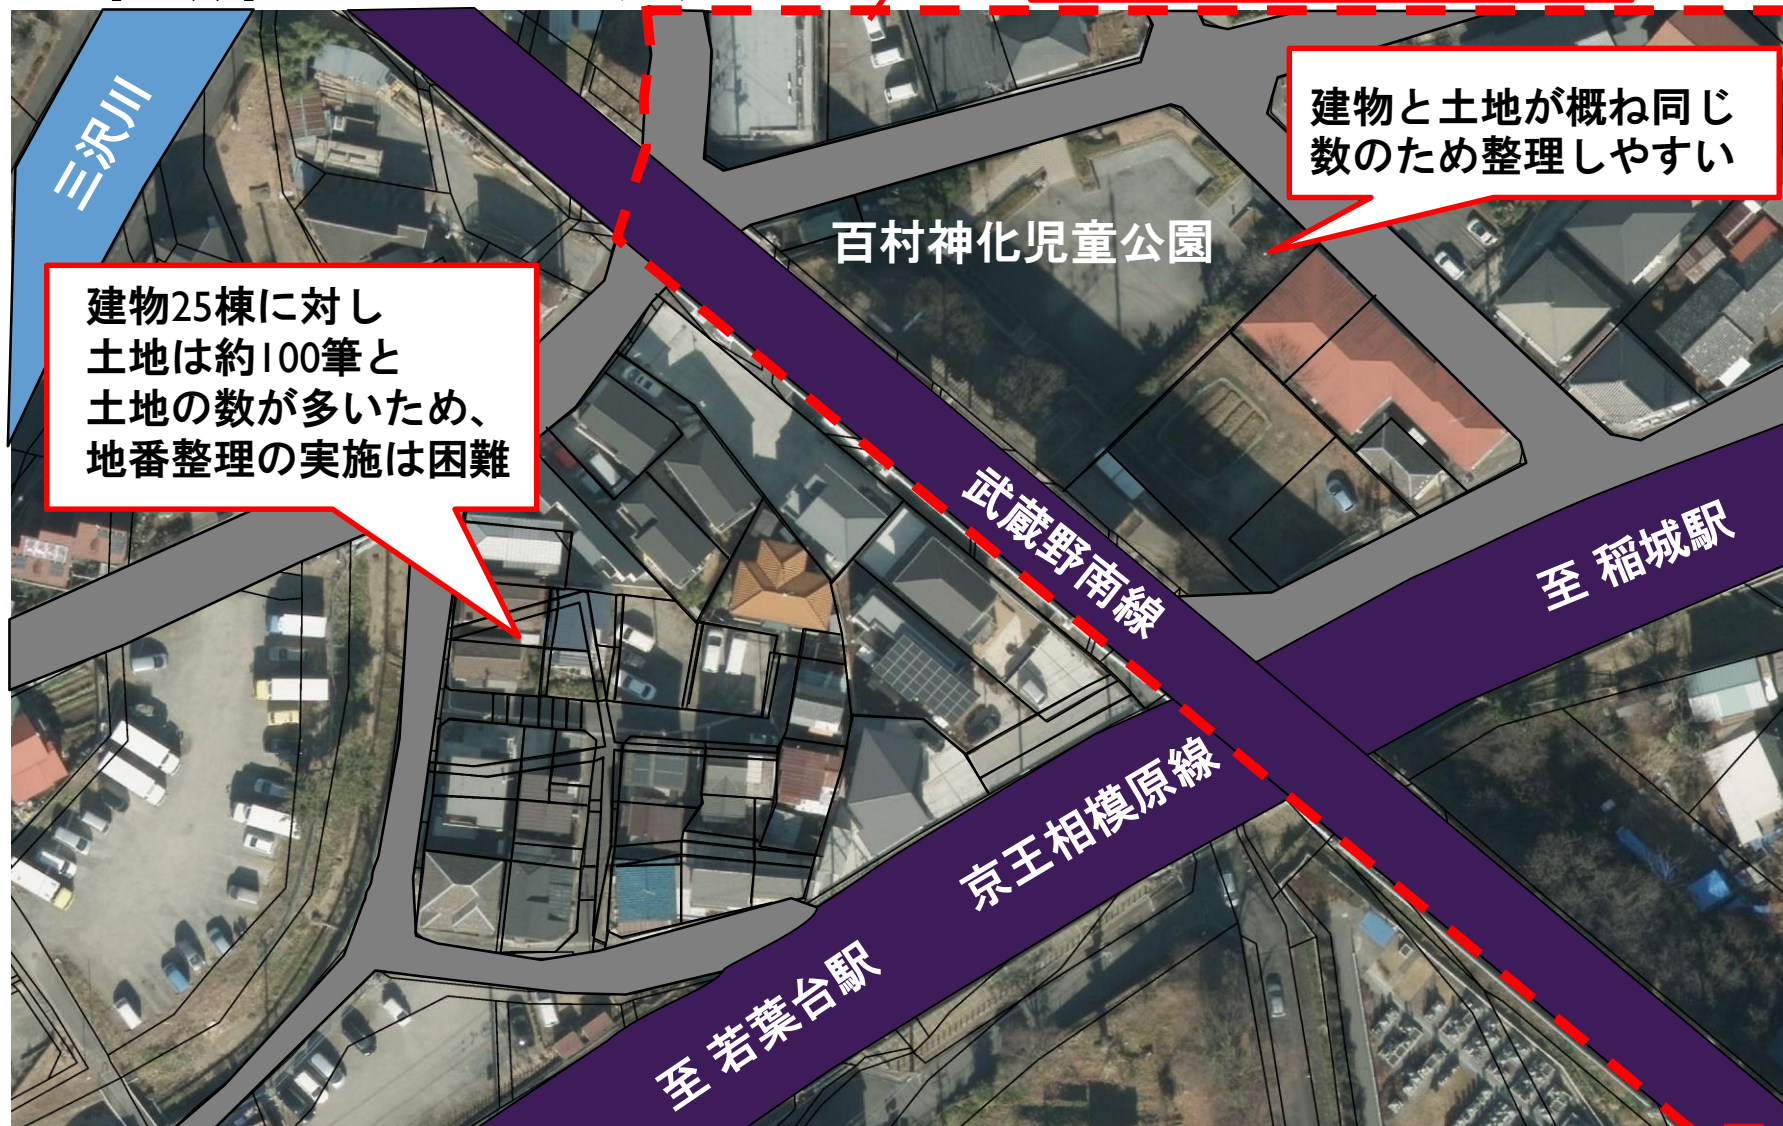 三沢川
建物と土地が概ね同じ
数のため整理しやすい
百村神化児童公園
建物25棟に対し
土地は約100筆と
土地の数が多いため、
地番整理の実施は困難
武蔵野南線
至 稲城駅
京王相模原線
至 若葉台駅